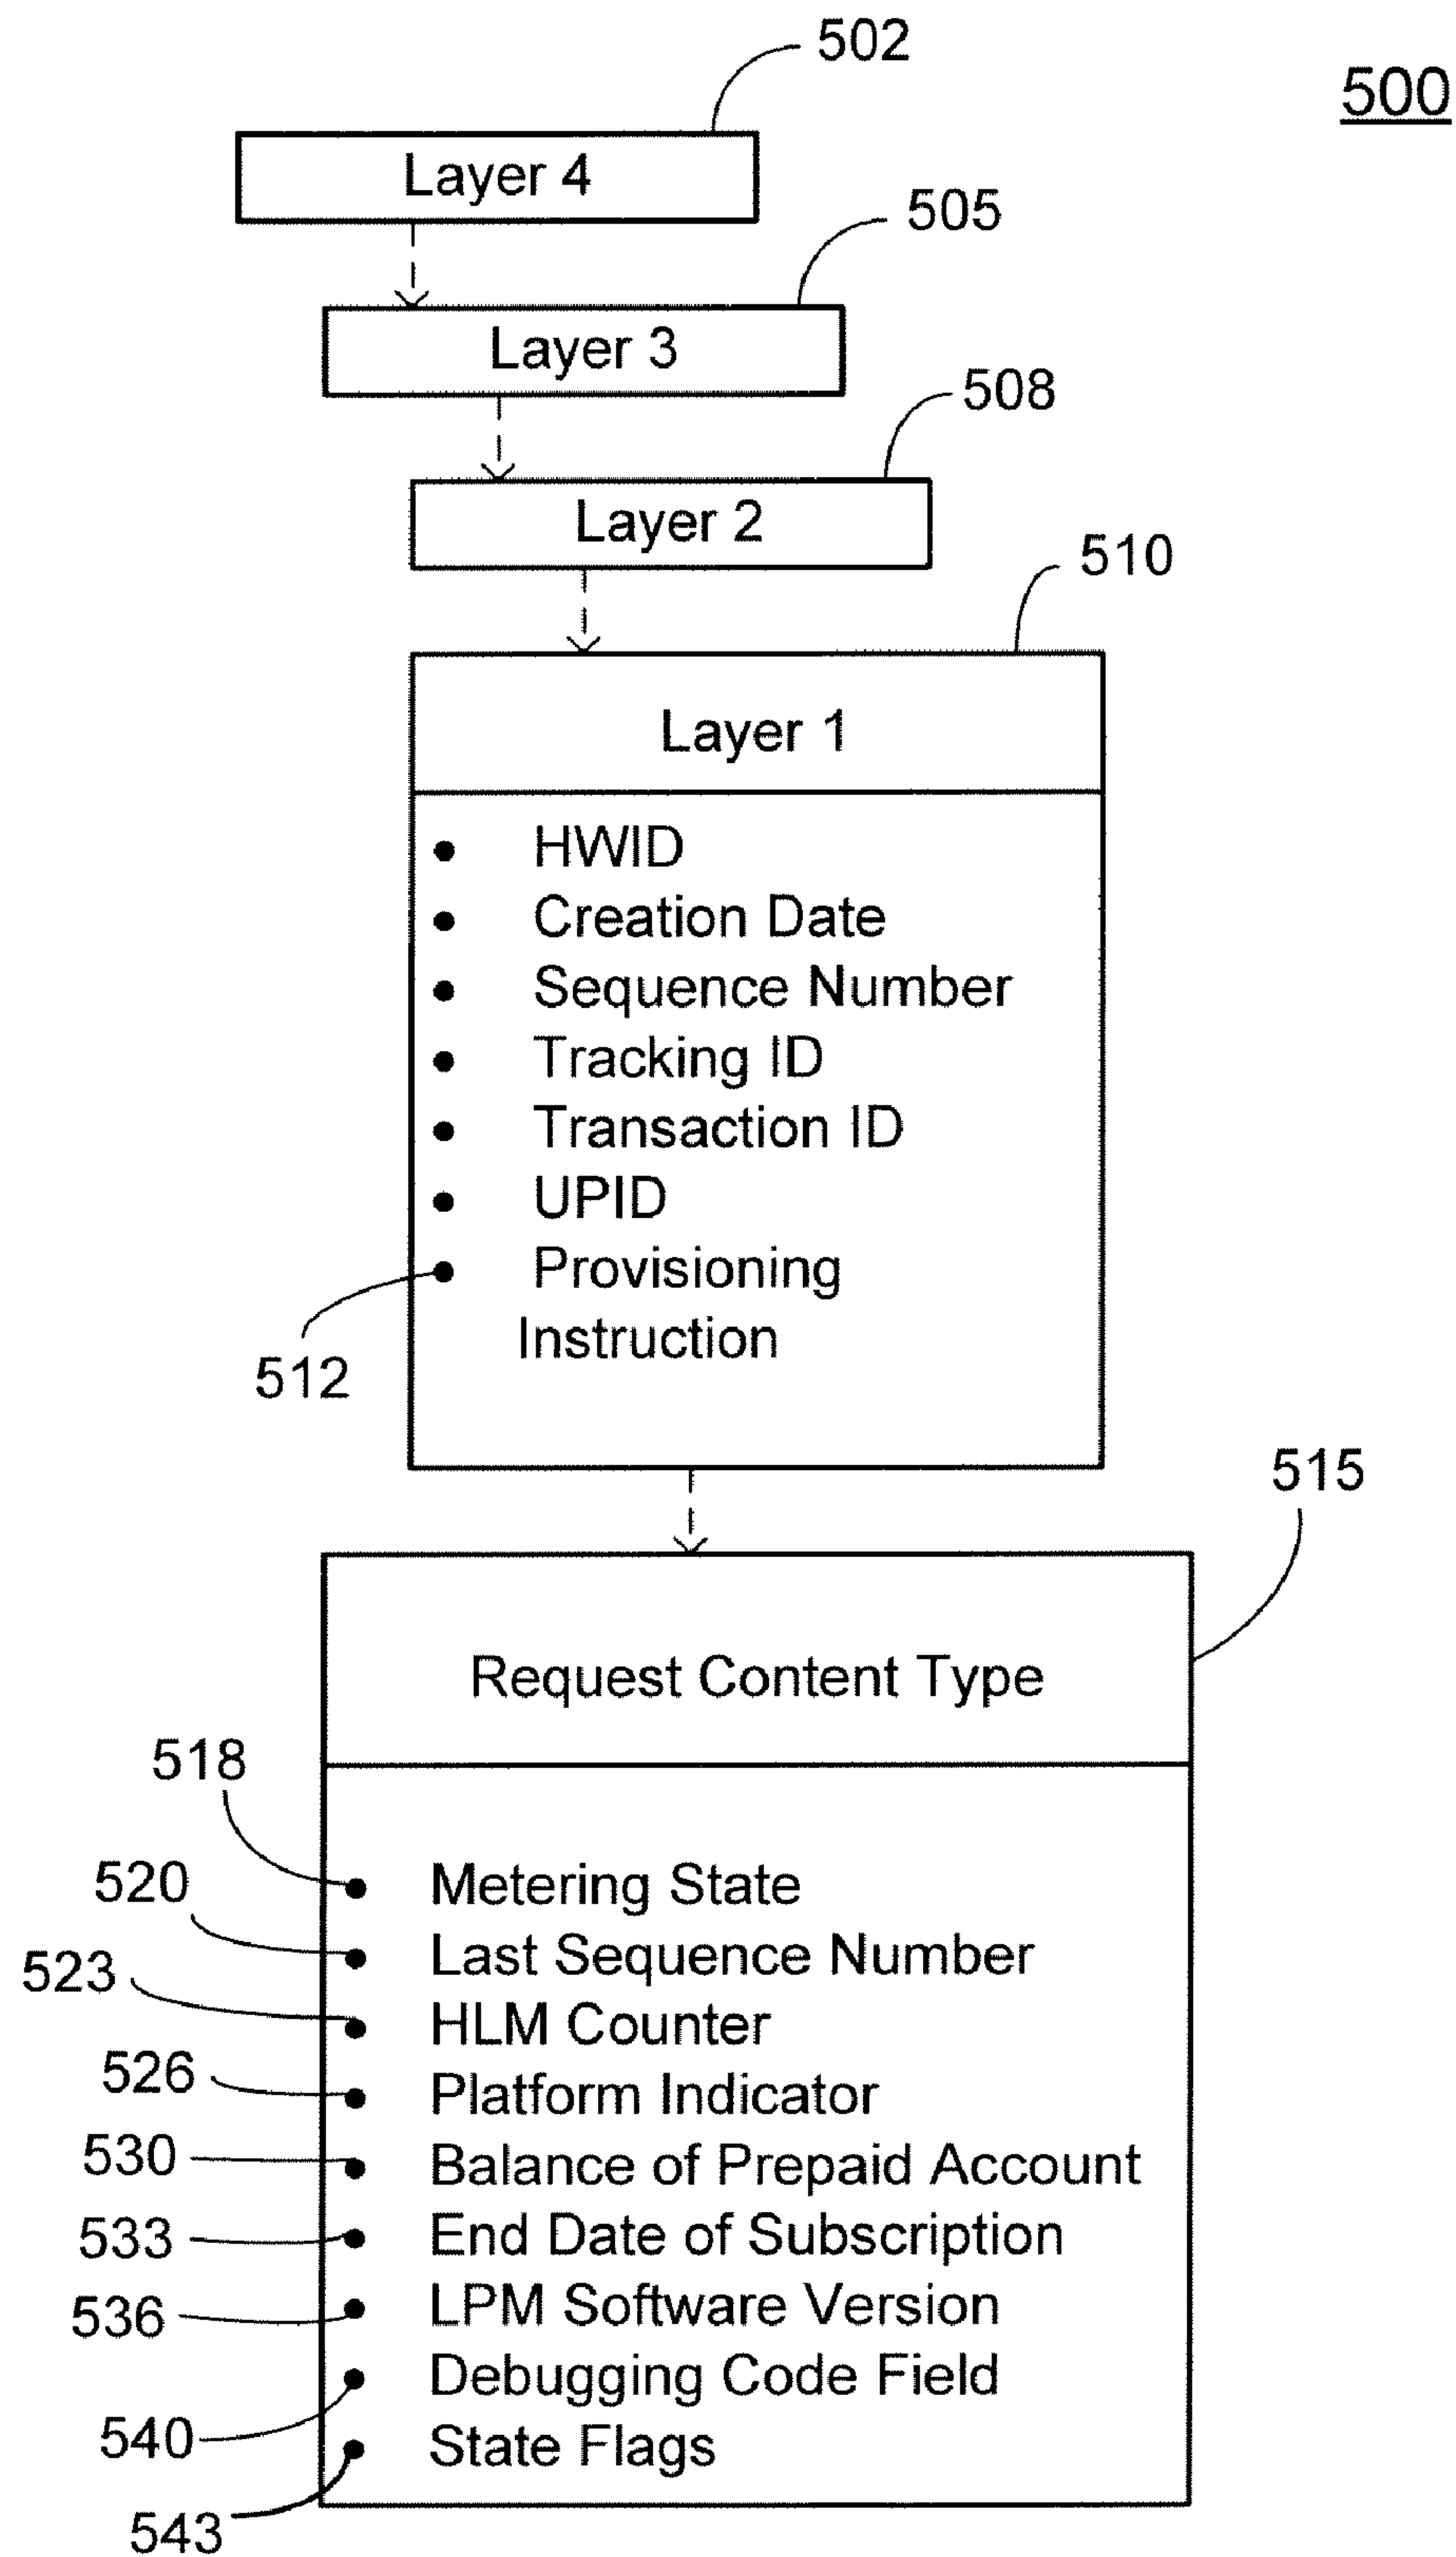 502
500
Layer 4
505
Layer 3
508
Layer 2
510
Layer 1
• HWID
• Creation Date
• Sequence Number
• Tracking ID
• Transaction ID
• UPID
• Provisioning
Instruction
512
515
Request Content Type
518
• Metering State
520
• Last Sequence Number
523
• HLM Counter
526
• Platform Indicator
530
• Balance of Prepaid Account
533
• End Date of Subscription
536
• LPM Software Version
• Debugging Code Field
540
• State Flags
543